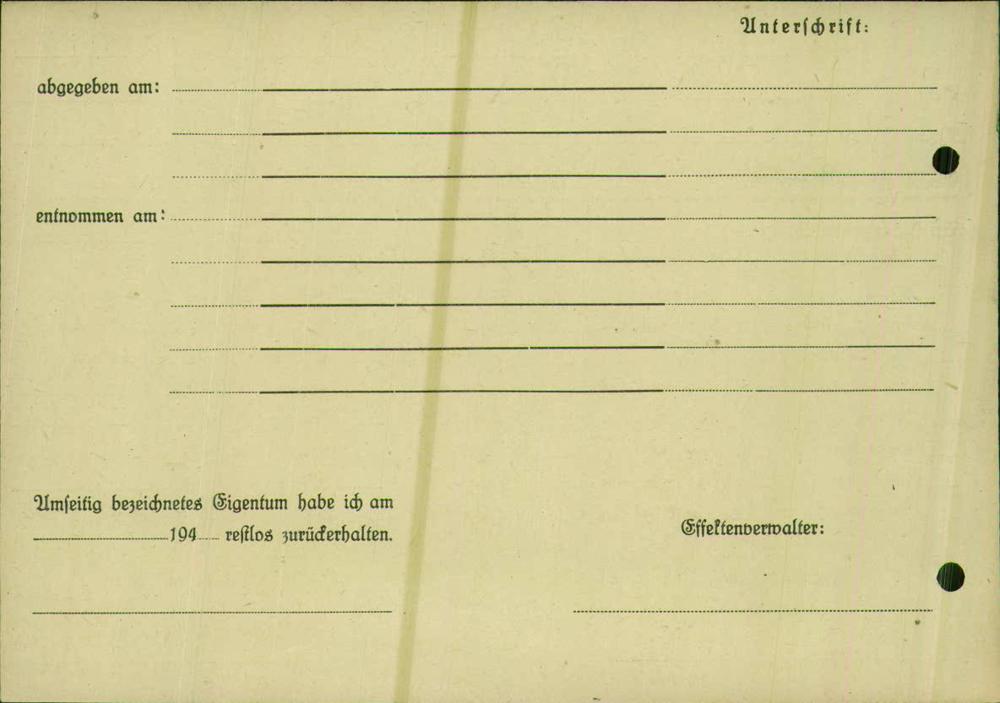 Unterschrift:
abgegeben am:
entnommen am:
Umseitig bezeichnetes Eigentum habe ich am
194 restlos zurückerhalten.
Effektenverwalter: